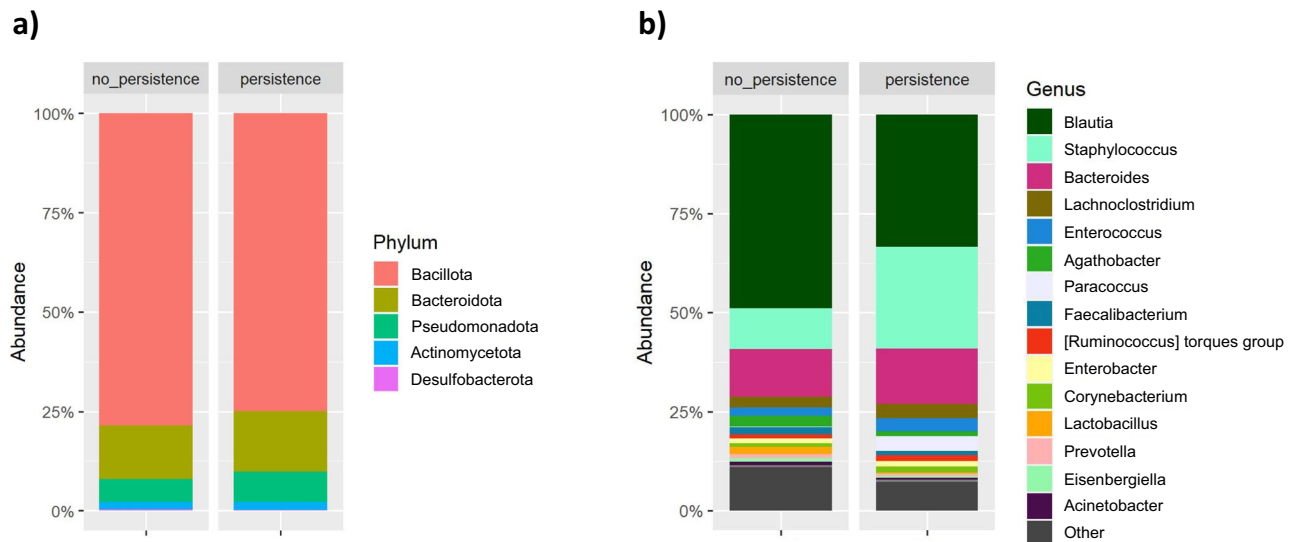 a)
no_persistence
persistence
100%
75%
50%
25%
0%
Abundance
Phylum
Bacillota
Bacteroidota
Pseudomonadota
Actinomycetota
Desulfobacterota
b)
no_persistence
persistence
100%
75%
50%
25%
0%
Abundance
Genus
Blautia
Staphylococcus
Bacteroides
Lachnoclostridium
Enterococcus
Agathobacter
Paracoccus
Faecalibacterium
[Ruminococcus] torques group
Enterobacter
Corynebacterium
Lactobacillus
Prevotella
Eisenbergiella
Acinetobacter
Other